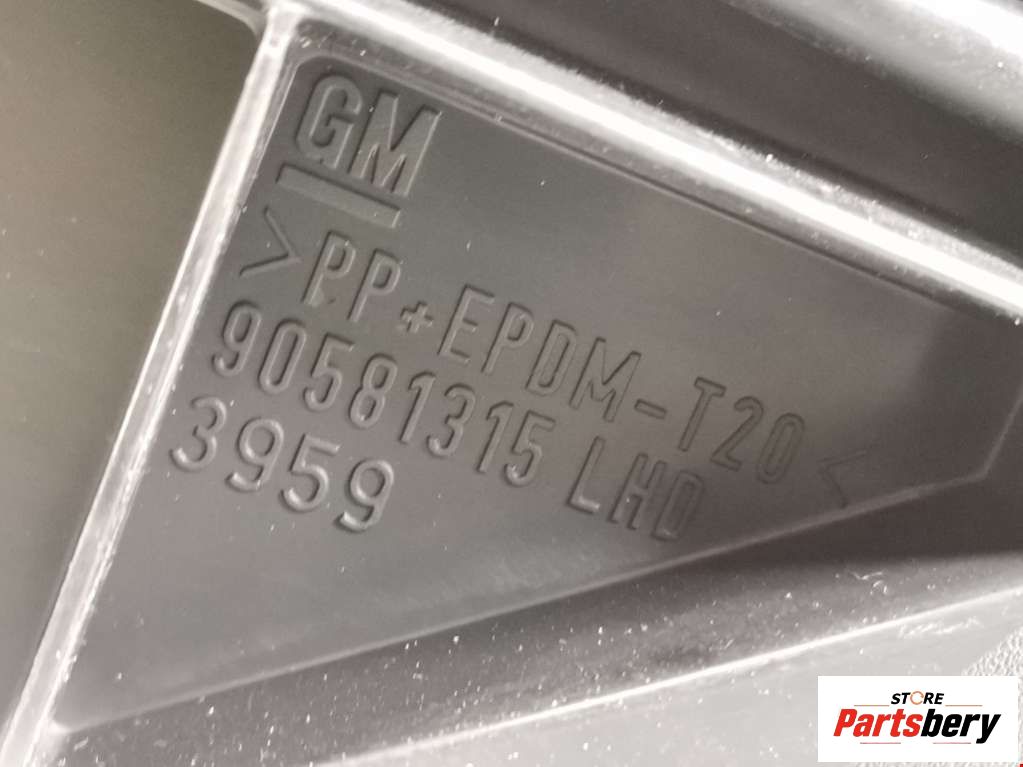 GM
>PP+EPDM-T20<
90581315 LHD
3959
STORE
Partsbery